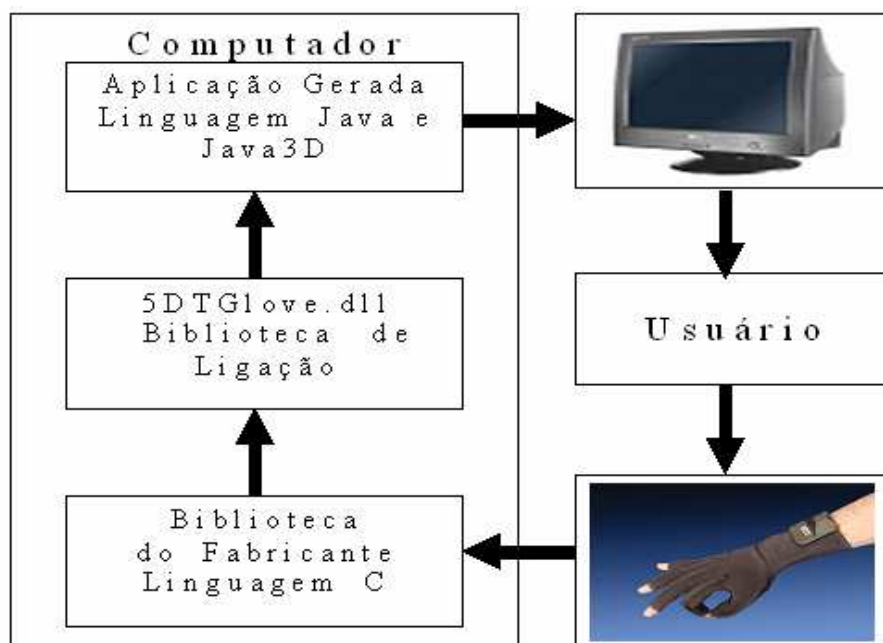 Computador
Aplicação Gerada
Linguagem Java e
Java3D
5DTGlove.dll
Biblioteca de
Ligação
Usuário
Biblioteca
do Fabricante
Linguagem C